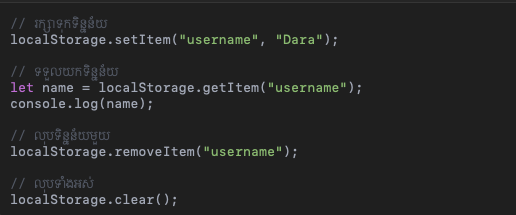 // រក្សាទុកទិន្នន័យ
localStorage.setItem("username", "Dara");
// ទទួលយកទិន្នន័យ
let name = localStorage.getItem("username");
console.log(name);
// លុបទិន្នន័យមួយ
localStorage.removeItem("username");
// លុបទាំងអស់
localStorage.clear();